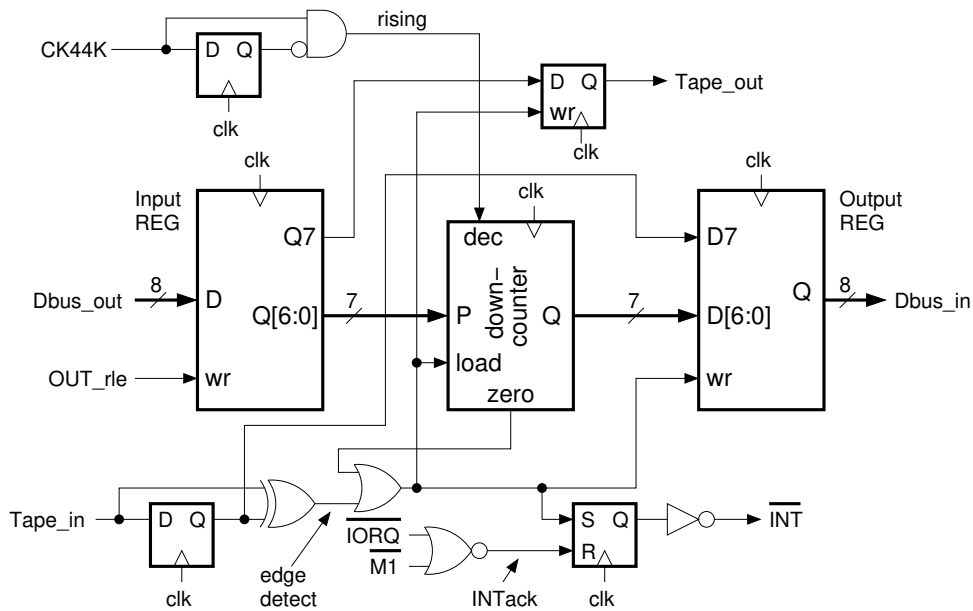 CK44K
D Q
clk
rising
D Q
wr
clk
Tape_out
Input
REG
clk
Q7
D
Q[6:0]
wr
Dbus_out
8
OUT_rle
7
clk
dec
down-
counter
P
Q
load
zero
7
clk
Output
REG
D7
D[6:0]
Q
wr
8
Dbus_in
Tape_in
D Q
clk
edge
detect
IORQ
M1
INTack
S Q
R
clk
INT